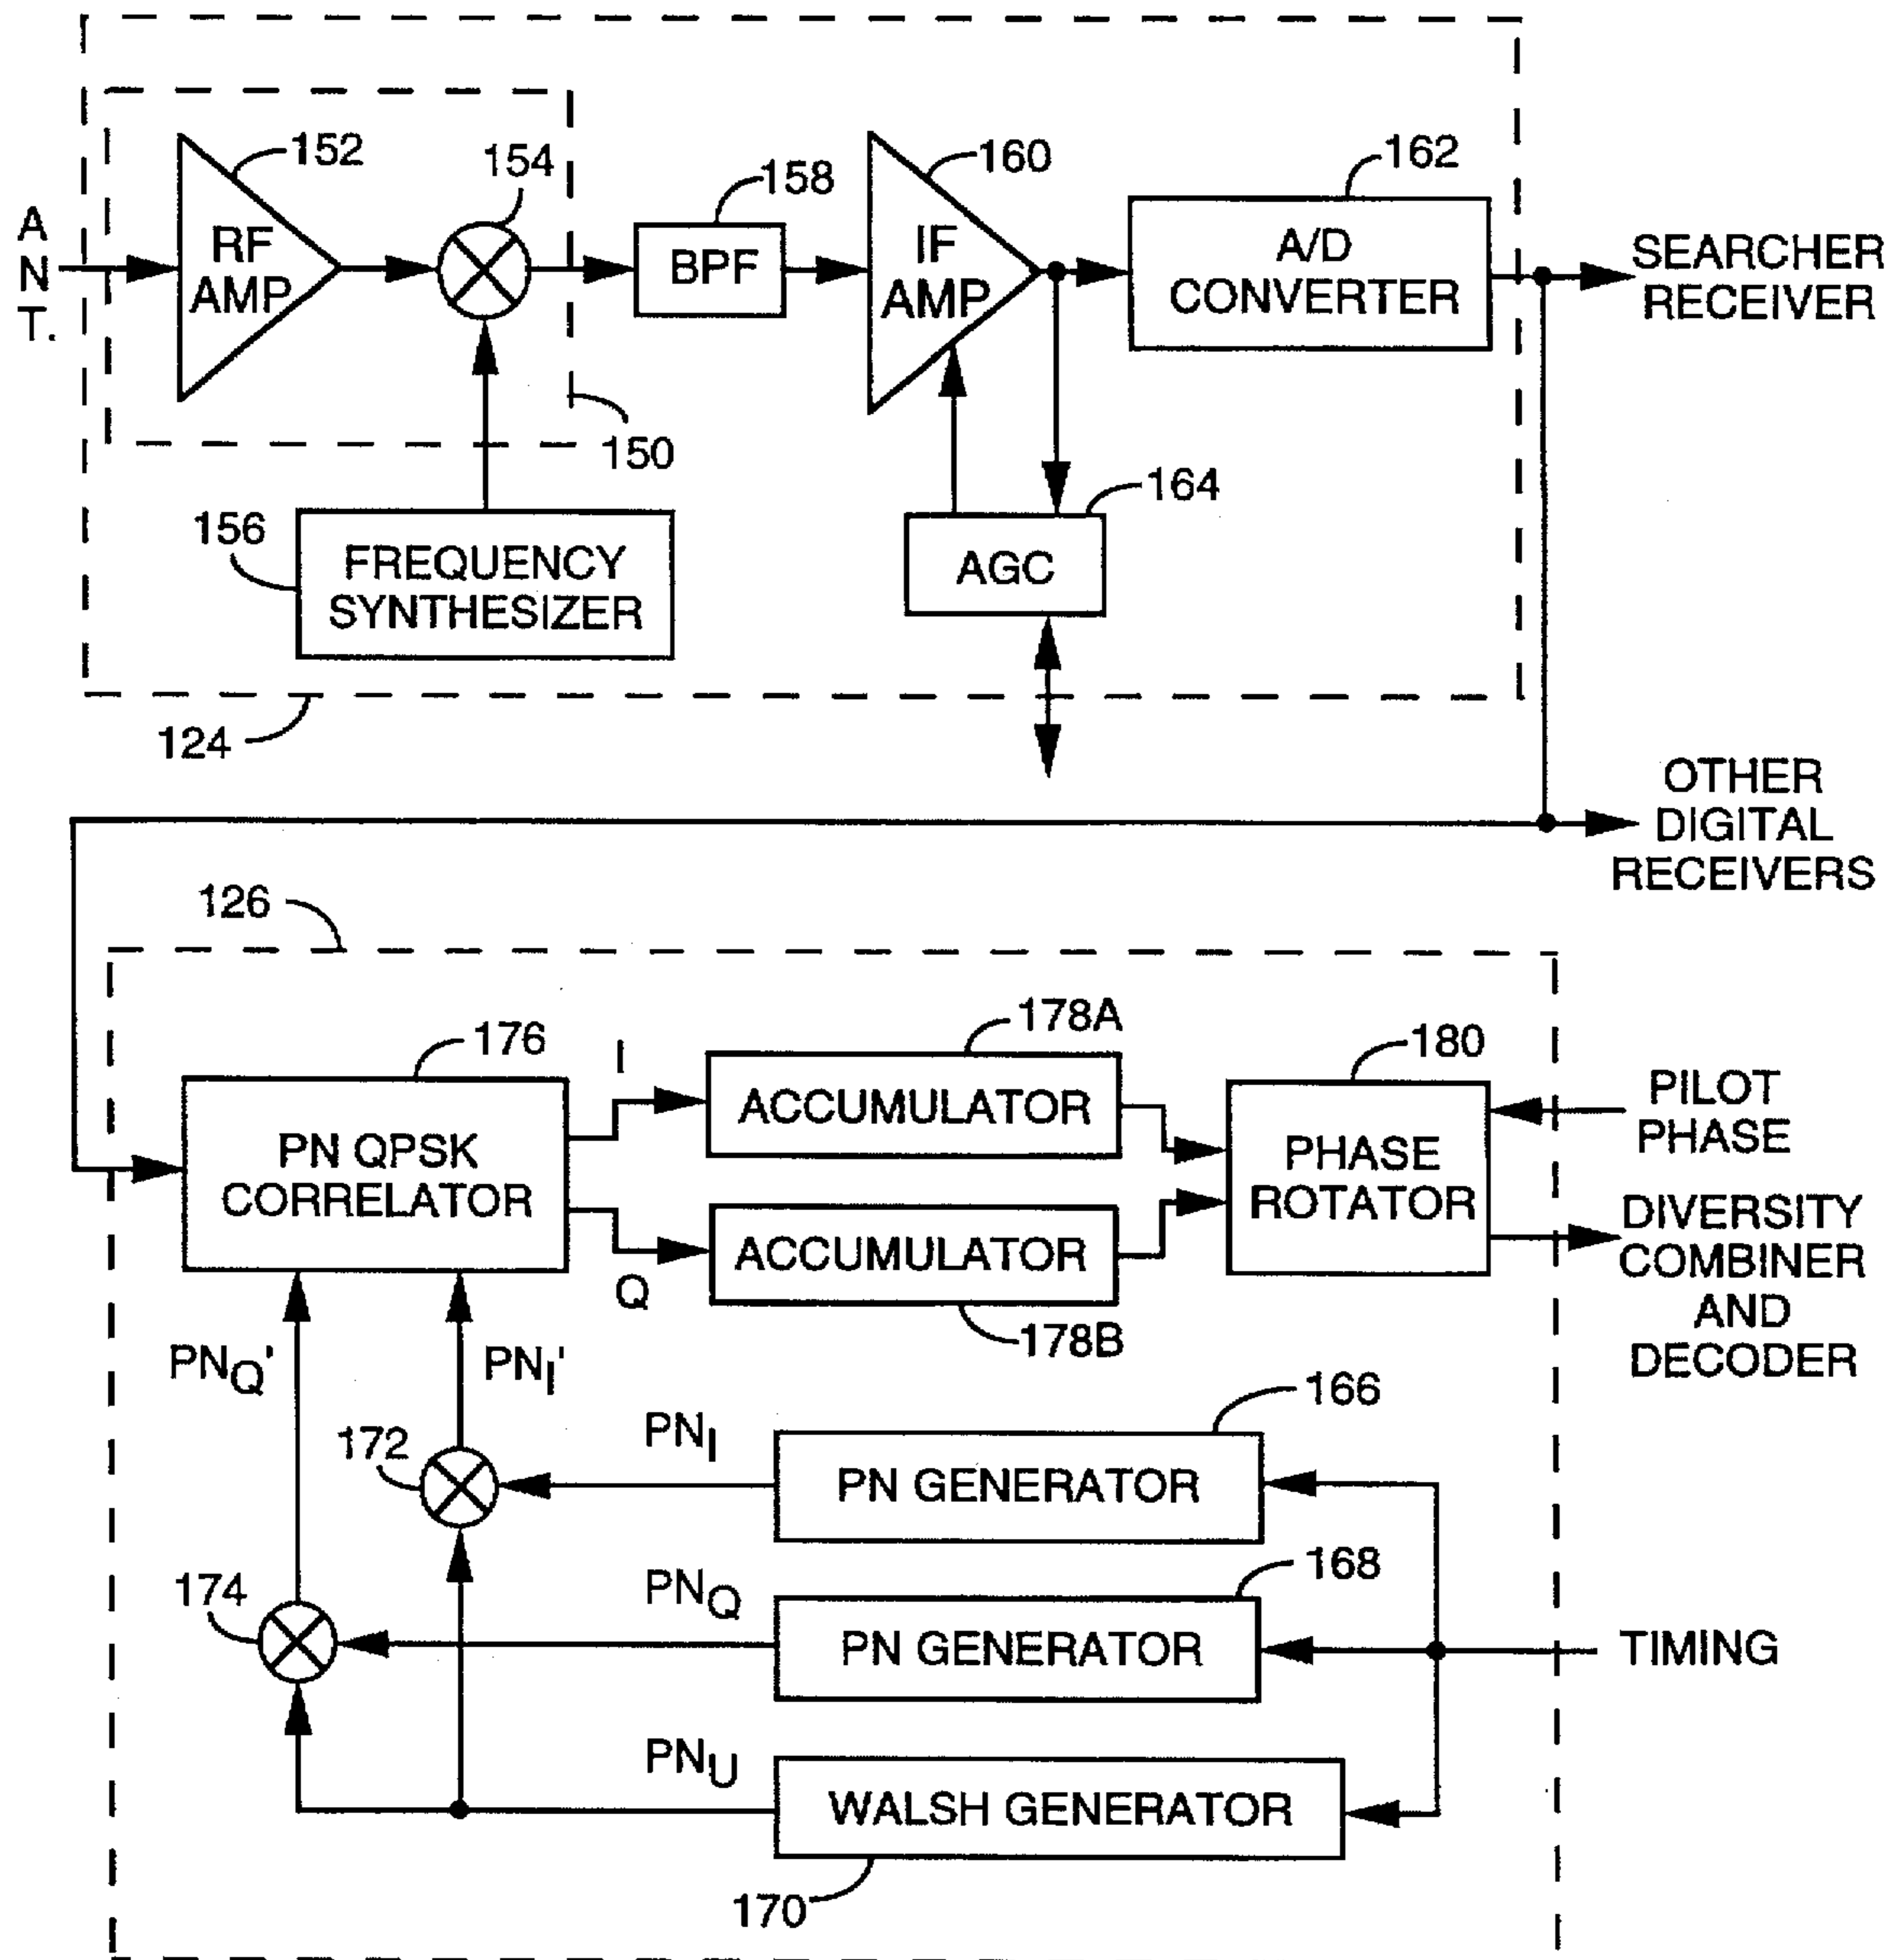 152
154
158
160
162
A
N
T.
RF
AMP
BPF
IF
AMP
A/D
CONVERTER
SEARCHER
RECEIVER
150
164
156
FREQUENCY
SYNTHESIZER
AGC
124
OTHER
DIGITAL
RECEIVERS
126
176
I
178A
180
PN QPSK
CORRELATOR
ACCUMULATOR
PHASE
ROTATOR
PILOT
PHASE
Q
ACCUMULATOR
178B
DIVERSITY
COMBINER
AND
DECODER
PNQ'
PNI'
166
172
PNI
PN GENERATOR
168
174
PNQ
PN GENERATOR
TIMING
PNU
WALSH GENERATOR
170